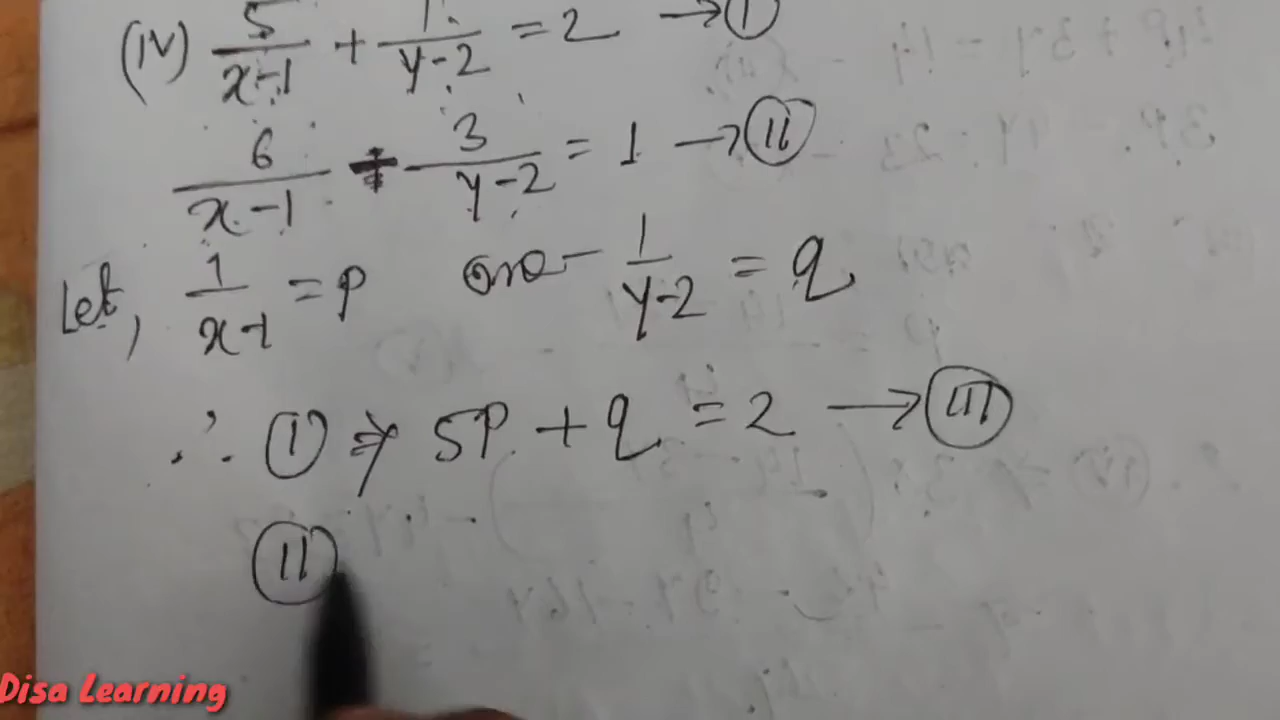 (IV) 5/(x-1) + 1/(y-2) = 2 → (I)
6/(x-1) - 3/(y-2) = 1 → (II)
Let, 1/(x-1) = p 1/(y-2) = q
∴ (I) ⇒ 5P + q = 2 → (III)
(II)
Disa Learning